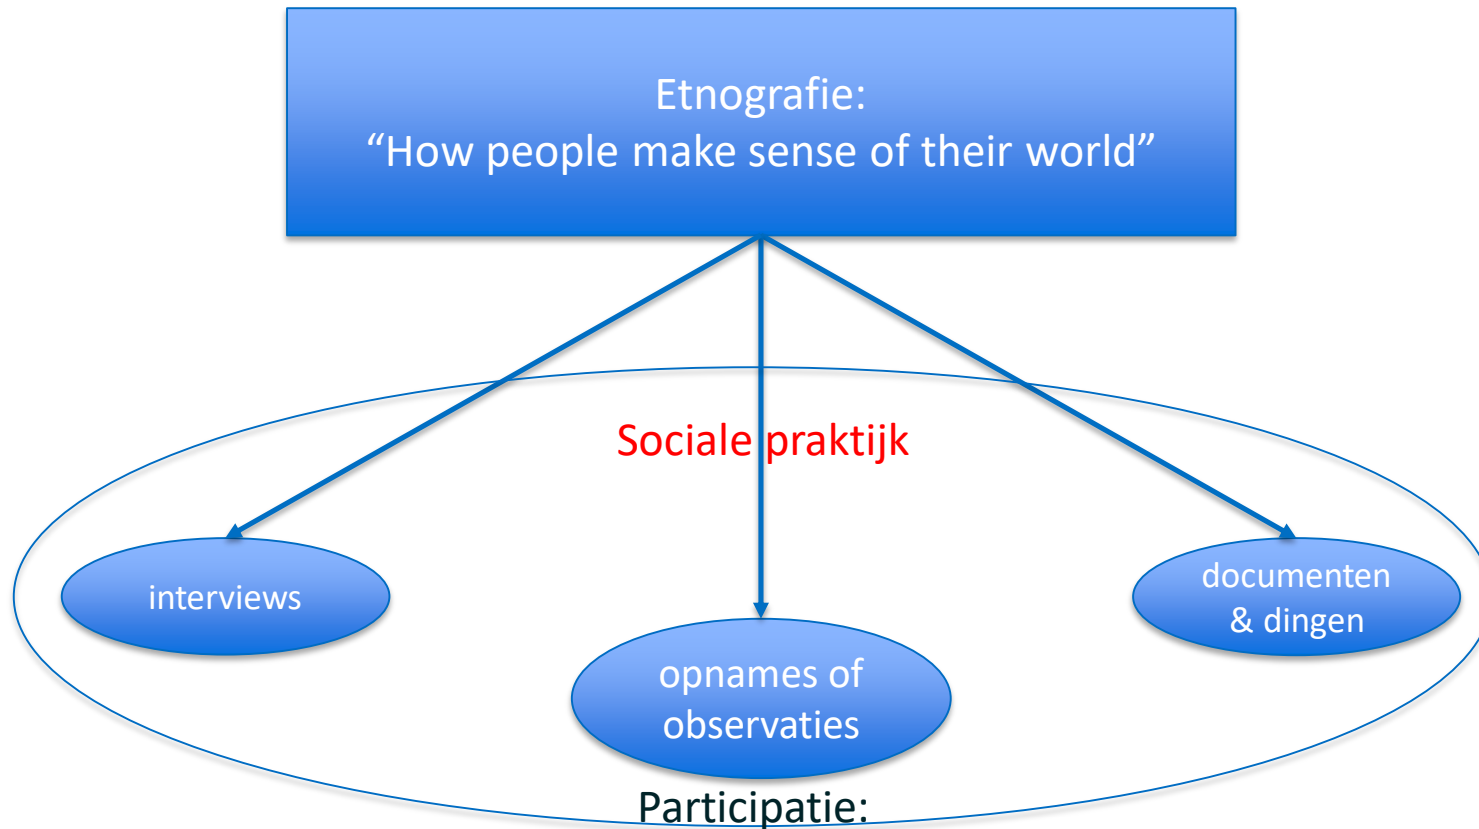 Etnografie:
“How people make sense of their world”
Sociale praktijk
interviews
documenten
& dingen
opnames of
observaties
Participatie: